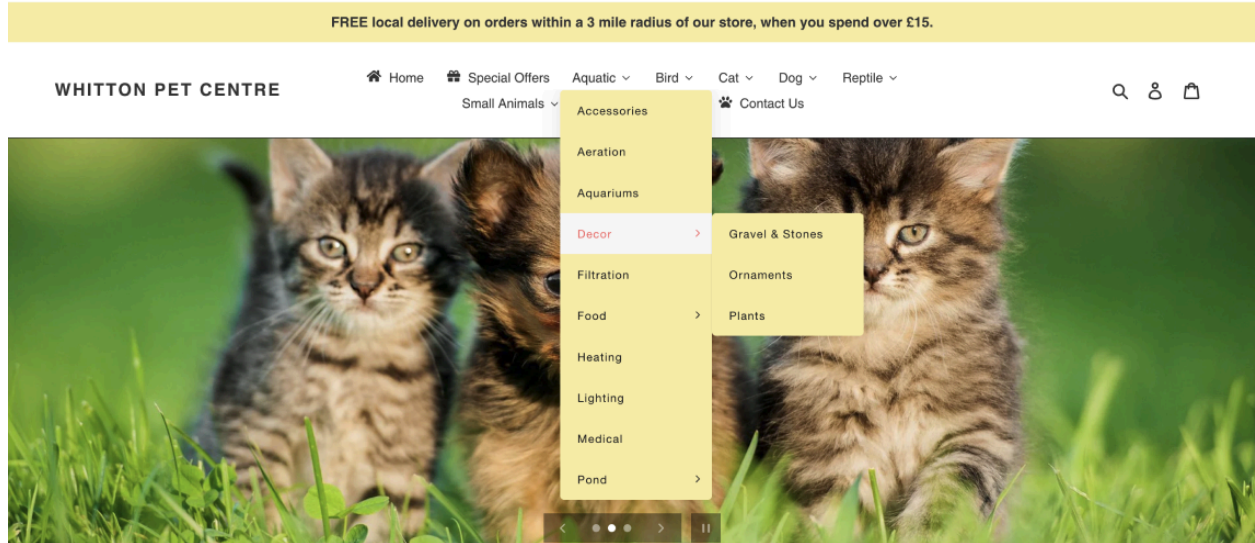 FREE local delivery on orders within a 3 mile radius of our store, when you spend over £15.
WHITTON PET CENTRE
Home Special Offers Aquatic Bird Cat Dog Reptile
Small Animals Contact Us
Accessories
Aeration
Aquariums
Decor
Gravel & Stones
Filtration
Ornaments
Food
Plants
Heating
Lighting
Medical
Pond